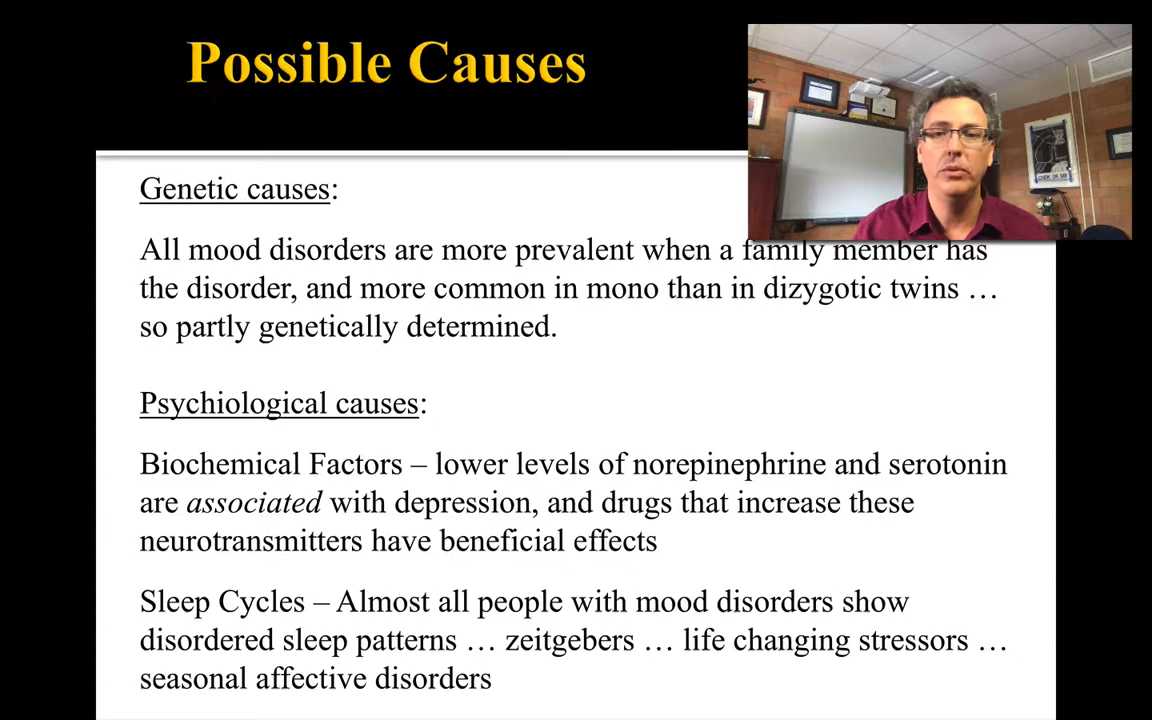 Possible Causes
Genetic causes:
All mood disorders are more prevalent when a family member has
the disorder, and more common in mono than in dizygotic twins …
so partly genetically determined.
Psychiological causes:
Biochemical Factors – lower levels of norepinephrine and serotonin
are associated with depression, and drugs that increase these
neurotransmitters have beneficial effects
Sleep Cycles – Almost all people with mood disorders show
disordered sleep patterns … zeitgebers … life changing stressors …
seasonal affective disorders